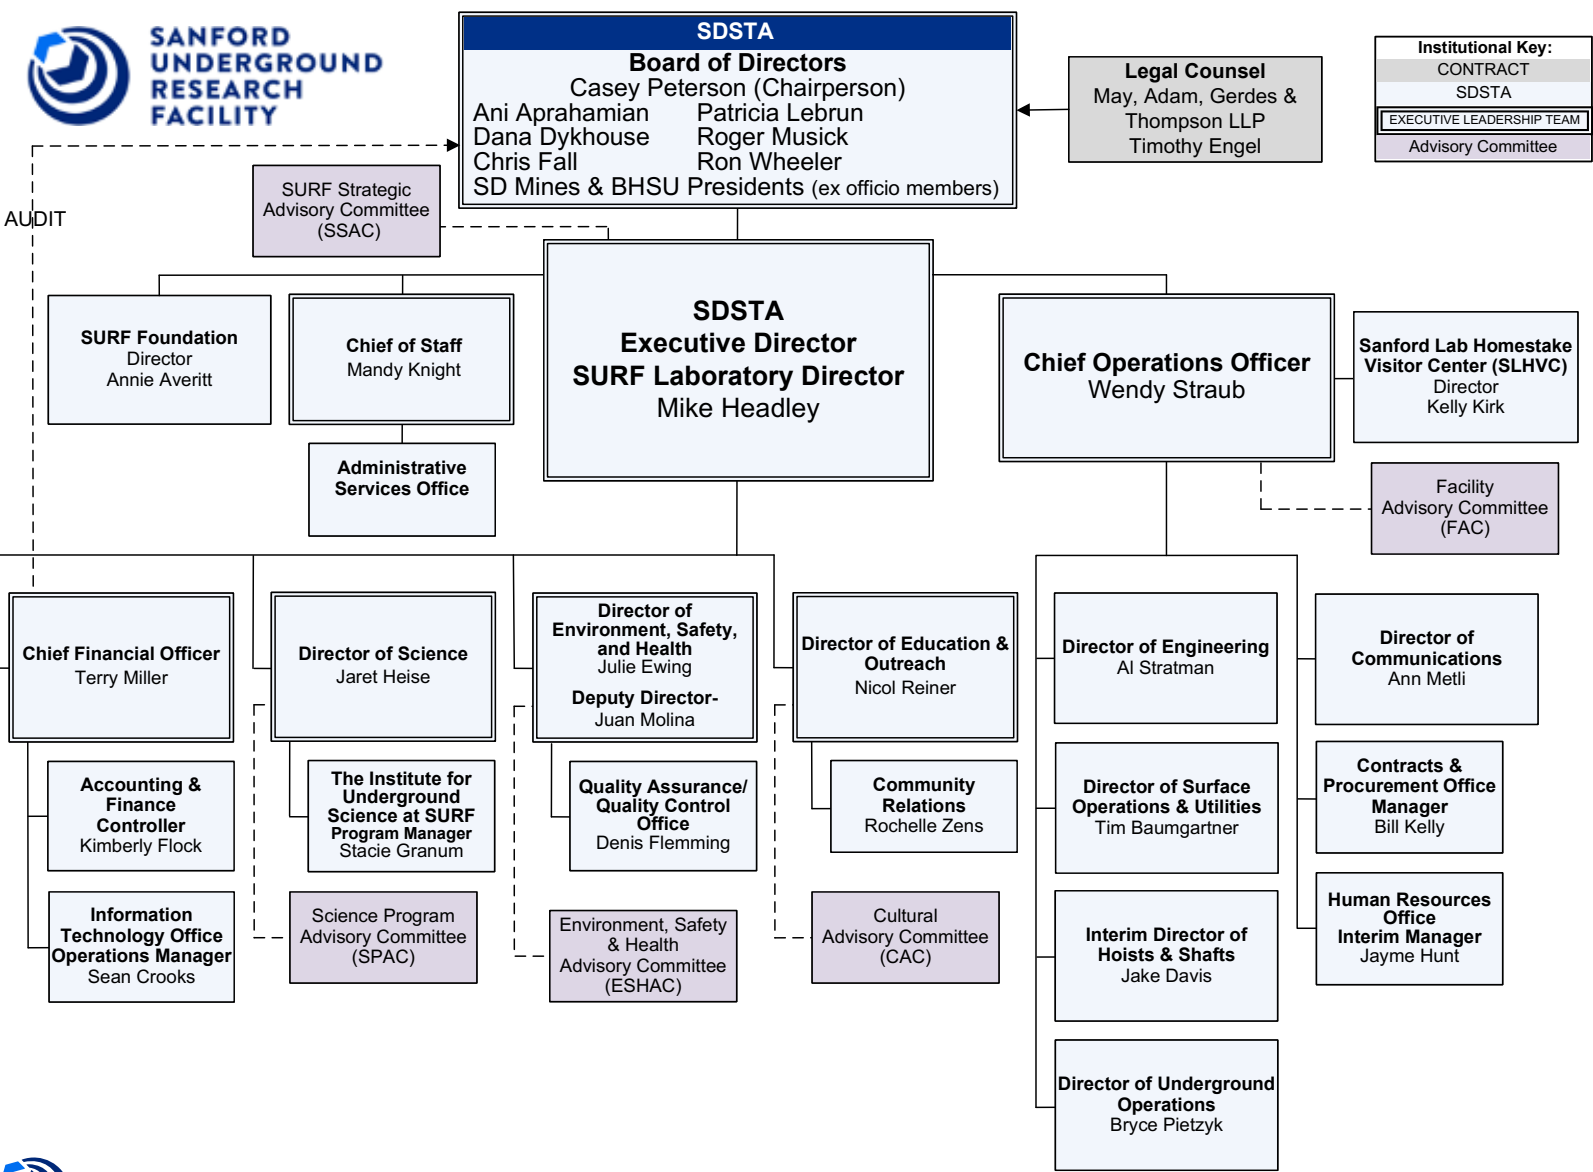 SANFORD
UNDERGROUND
RESEARCH
FACILITY
SDSTA
Board of Directors
Casey Peterson (Chairperson)
Ani Aprahamian Patricia Lebrun
Dana Dykhouse Roger Musick
Chris Fall Ron Wheeler
SD Mines & BHSU Presidents (ex officio members)
Legal Counsel
May, Adam, Gerdes &
Thompson LLP
Timothy Engel
Institutional Key:
CONTRACT
SDSTA
EXECUTIVE LEADERSHIP TEAM
Advisory Committee
AUDIT
SURF Strategic
Advisory Committee
(SSAC)
SURF Foundation
Director
Annie Averitt
Chief of Staff
Mandy Knight
Administrative
Services Office
SDSTA
Executive Director
SURF Laboratory Director
Mike Headley
Chief Operations Officer
Wendy Straub
Sanford Lab Homestake
Visitor Center (SLHVC)
Director
Kelly Kirk
Facility
Advisory Committee
(FAC)
Chief Financial Officer
Terry Miller
Director of Science
Jaret Heise
Director of
Environment, Safety,
and Health
Julie Ewing
Deputy Director-
Juan Molina
Director of Education &
Outreach
Nicol Reiner
Director of Engineering
Al Stratman
Director of
Communications
Ann Metli
Accounting &
Finance
Controller
Kimberly Flock
The Institute for
Underground
Science at SURF
Program Manager
Stacie Granum
Quality Assurance/
Quality Control
Office
Denis Flemming
Community
Relations
Rochelle Zens
Director of Surface
Operations & Utilities
Tim Baumgartner
Contracts &
Procurement Office
Manager
Bill Kelly
Information
Technology Office
Operations Manager
Sean Crooks
Science Program
Advisory Committee
(SPAC)
Environment, Safety
& Health
Advisory Committee
(ESHAC)
Cultural
Advisory Committee
(CAC)
Interim Director of
Hoists & Shafts
Jake Davis
Human Resources
Office
Interim Manager
Jayme Hunt
Director of Underground
Operations
Bryce Pietzyk